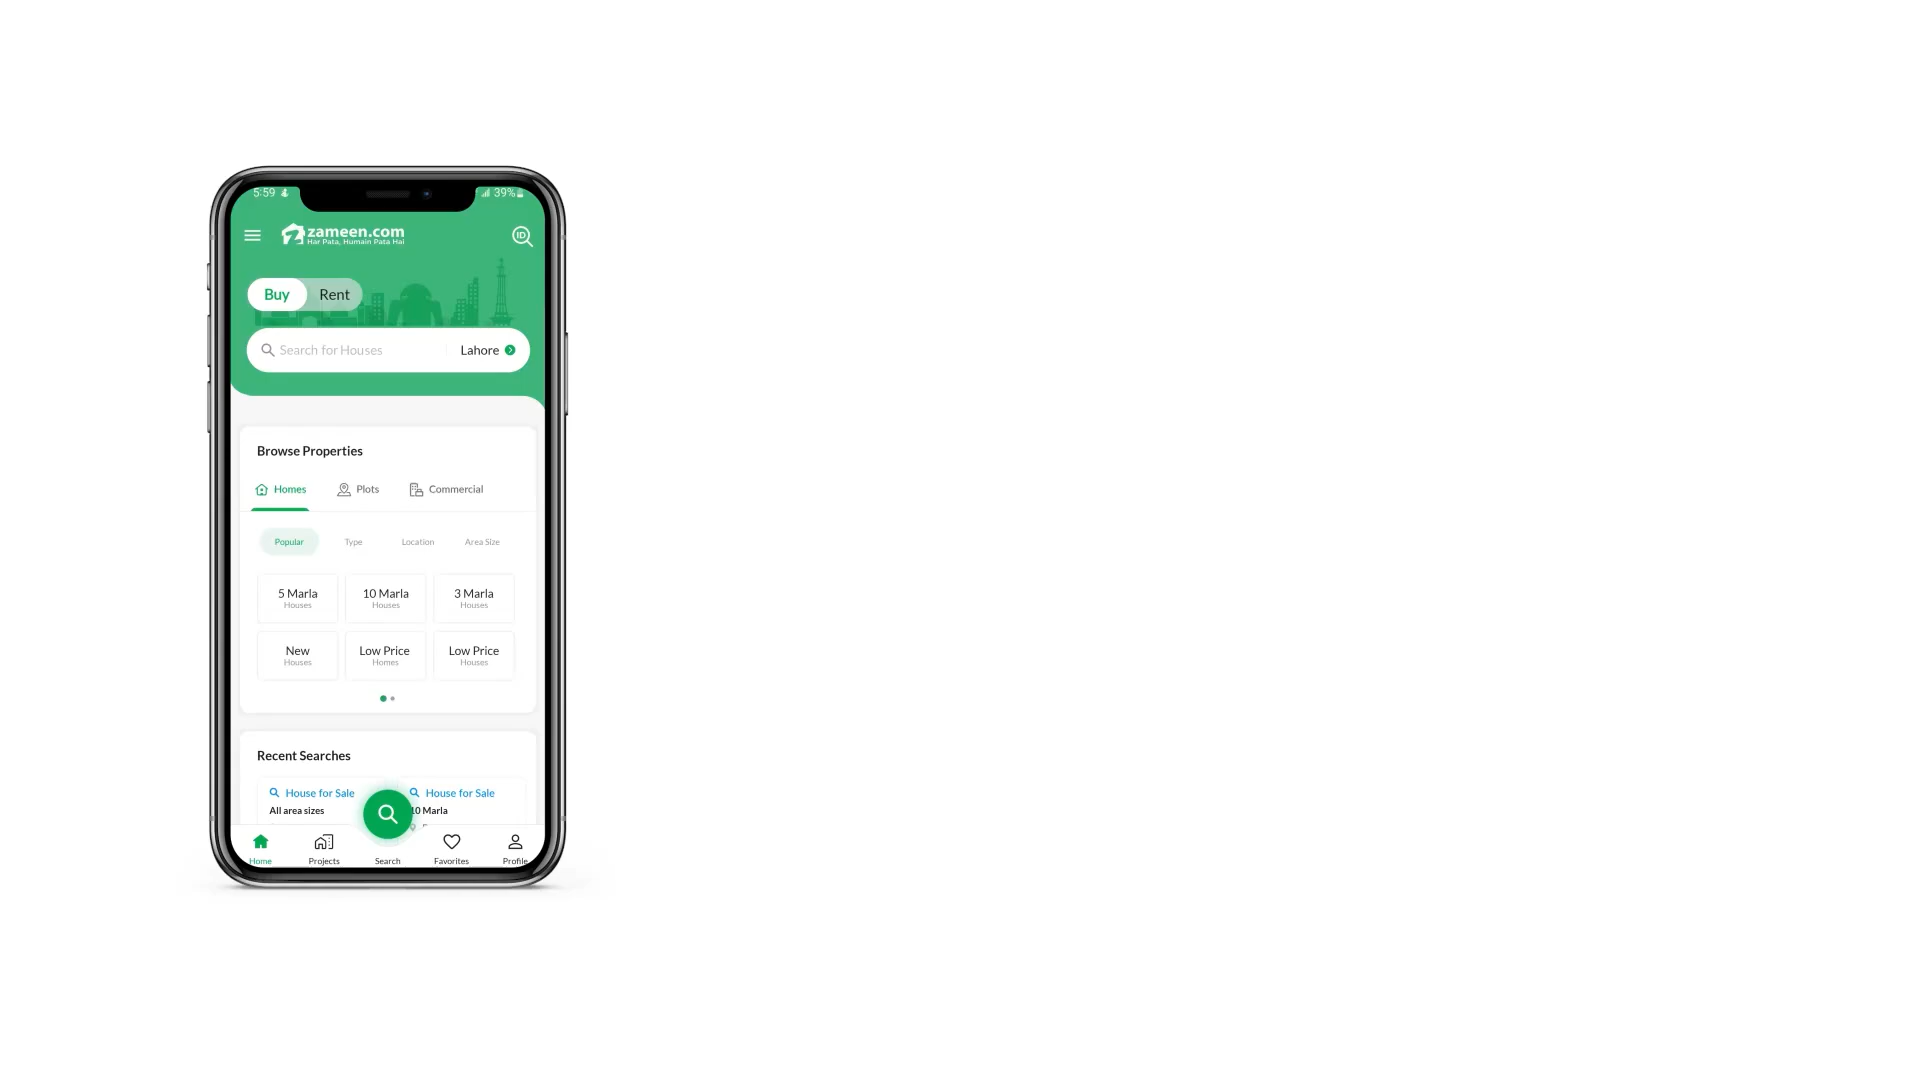 5:59
39%
zameen.com
Har Pata, Humain Pata Hai
ID
Buy Rent
Search for Houses Lahore
Browse Properties
Homes Plots Commercial
Popular Type Location Area Size
5 Marla 10 Marla 3 Marla
Houses Houses Houses
New Low Price Low Price
Houses Homes Houses
Recent Searches
House for Sale House for Sale
All area sizes 10 Marla
Home Projects Search Favorites Profile